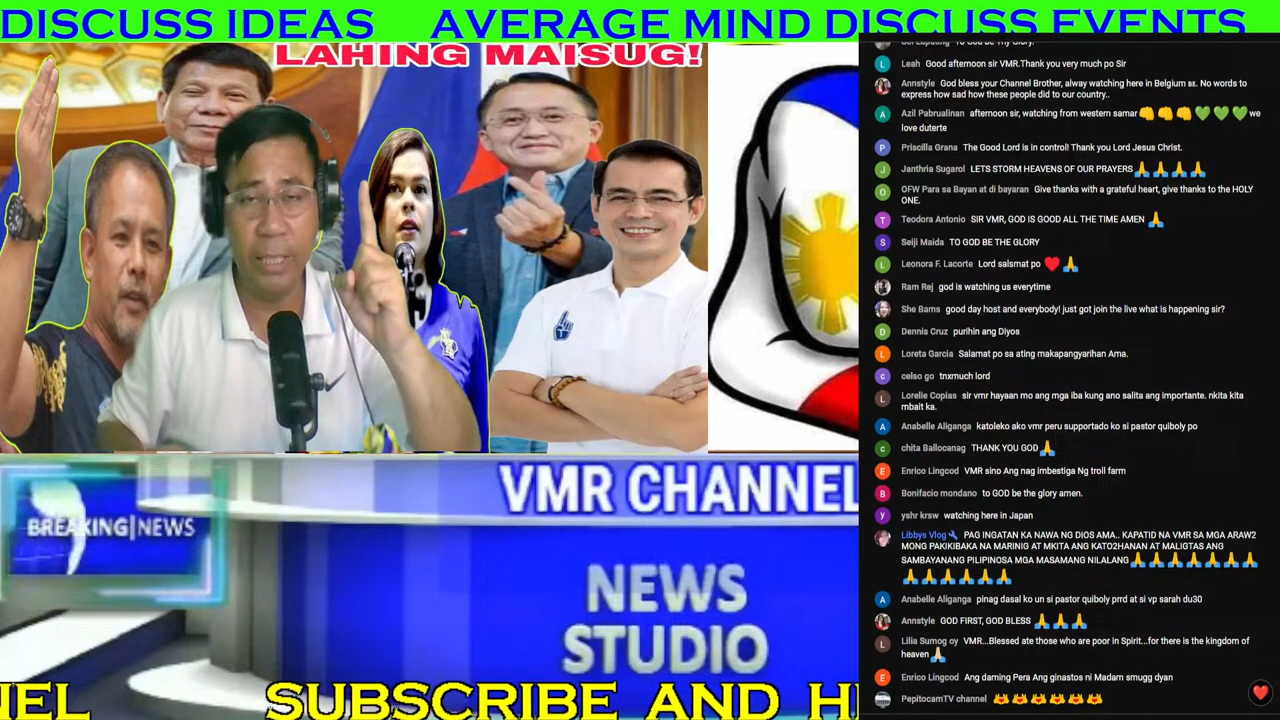 DISCUSS IDEAS AVERAGE MIND DISCUSS EVENTS
LAHING MAISUG!
To God Be Thy Glory.
Leah Good afternoon sir VMR.Thank you very much po Sir
Annstyle God bless your Channel Brother, alway watching here in Belgium sı. No words to
express how sad how these people did to our country..
Azil Pabrualinan afternoon sir, watching from western samar👊👊👊💚💚💚we
love duterte
Priscilla Grana The Good Lord is in control! Thank you Lord Jesus Christ.
Janthria Sugarol LETS STORM HEAVENS OF OUR PRAYERS🙏🙏🙏🙏
OFW Para sa Bayan at di bayaran Give thanks with a grateful heart, give thanks to the HOLY
ONE.
Teodora Antonio SIR VMR, GOD IS GOOD ALL THE TIME AMEN 🙏
Seiji Maida TO GOD BE THE GLORY
Leonora F. Lacorte Lord salsmat po ❤️🙏
Ram Rej god is watching us everytime
She Bams good day host and everybody! just got join the live what is happening sir?
Dennis Cruz purihin ang Diyos
Loreta Garcia Salamat po sa ating makapangyarihan Ama.
celso go tnxmuch lord
Lorelie Copias sir vmr hayaan mo ang mga iba kung ano salita ang importante. nkita kita
mbait ka.
Anabelle Aliganga katoleko ako vmr peru supportado ko si pastor quiboly po
chita Ballocanag THANK YOU GOD🙏
Enrico Lingcod VMR sino Ang nag imbestiga Ng troll farm
Bonifacio mondano to GOD be the glory amen.
yshr krsw watching here in Japan
Libbys Vlog PAG INGATAN KA NAWA NG DIOS AMA.. KAPATID NA VMR SA MGA ARAW2
MONG PAKIKIBAKA NA MARINIG AT MKITA ANG KATO2HANAN AT MALIGTAS ANG
SAMBAYANANG PILIPINOSA MGA MASAMANG NILALANG🙏🙏🙏🙏🙏🙏🙏
🙏🙏🙏🙏🙏🙏
Anabelle Aliganga pinag dasal ko un si pastor quiboly prrd at si vp sarah du30
Annstyle GOD FIRST, GOD BLESS 🙏🙏🙏
Lilia Sumog oy VMR...Blessed ate those who are poor in Spirit...for there is the kingdom of
heaven🙏
Enrico Lingcod Ang daming Pera Ang ginastos ni Madam smugg dyan
PepitocamTV channel 😻😻😻😻😻😻
BREAKING|NEWS
VMR CHANNEL
NEWS
STUDIO
NEL SUBSCRIBE AND HI